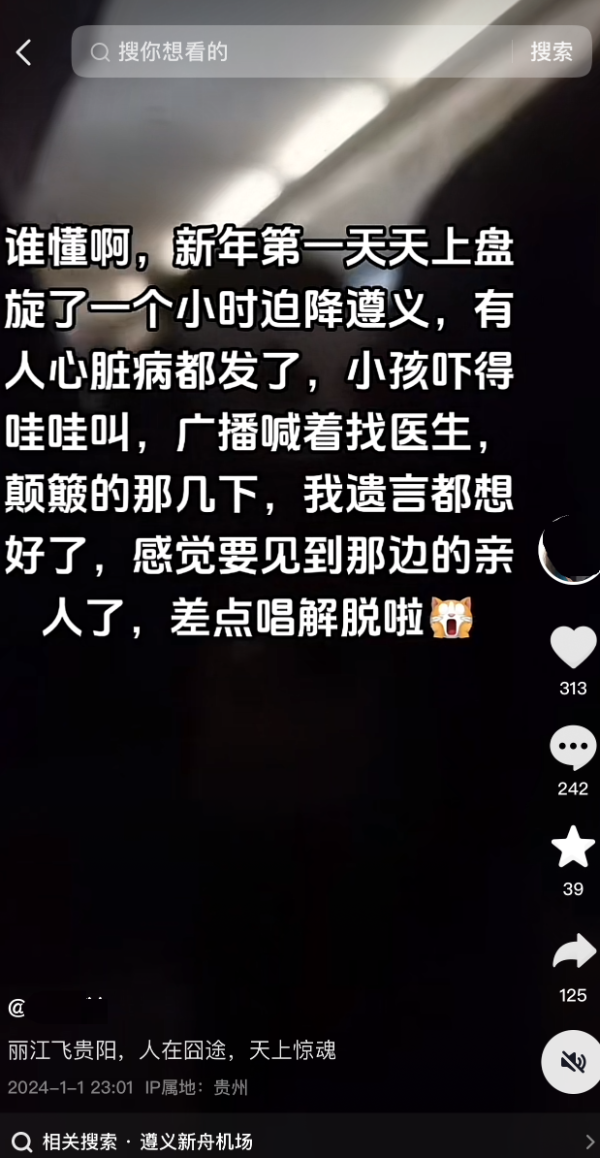 搜你想看的 搜索
谁懂啊，新年第一天天上盘
旋了一个小时迫降遵义，有
人心脏病都发了，小孩吓得
哇哇叫，广播喊着找医生，
颠簸的那几下，我遗言都想
好了，感觉要见到那边的亲
人了，差点唱解脱啦🙀
313
242
39
125
@
丽江飞贵阳，人在囧途，天上惊魂
2024-1-1 23:01 IP属地：贵州
相关搜索 · 遵义新舟机场